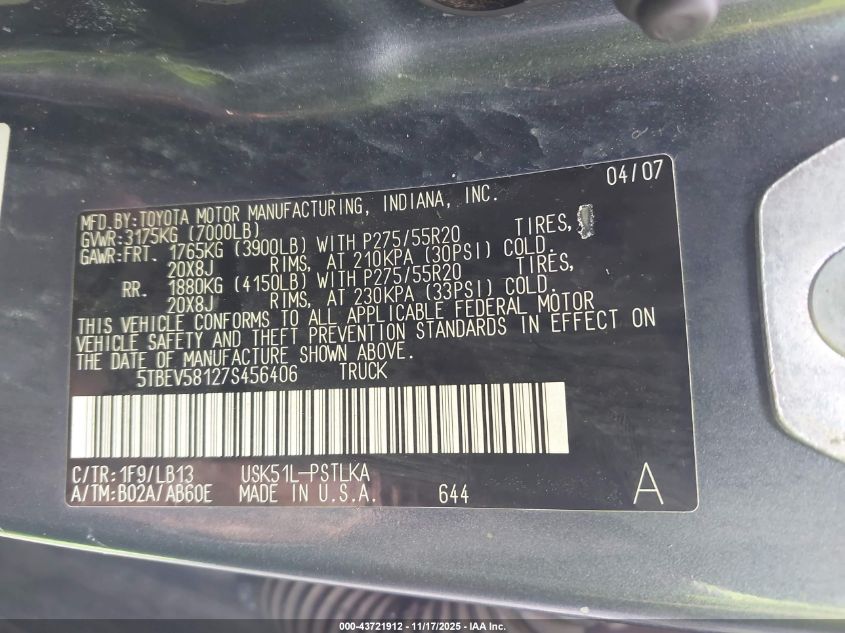 04/07
MFD.BY:TOYOTA MOTOR MANUFACTURING, INDIANA, INC.
GVWR:3175KG (7000LB)
GAWR:FRT. 1765KG (3900LB) WITH P275/55R20 TIRES,
20X8J RIMS, AT 210KPA (30PSI) COLD.
RR. 1880KG (4150LB) WITH P275/55R20 TIRES,
20X8J RIMS, AT 230KPA (33PSI) COLD.
THIS VEHICLE CONFORMS TO ALL APPLICABLE FEDERAL MOTOR
VEHICLE SAFETY AND THEFT PREVENTION STANDARDS IN EFFECT ON
THE DATE OF MANUFACTURE SHOWN ABOVE.
5TBEV58127S456406 TRUCK
C/TR:1F9/LB13 USK51L-PSTLKA
A/TM:B02A/AB60E MADE IN U.S.A. 644 A
000-43721912 - 11/17/2025 - IAA Inc.